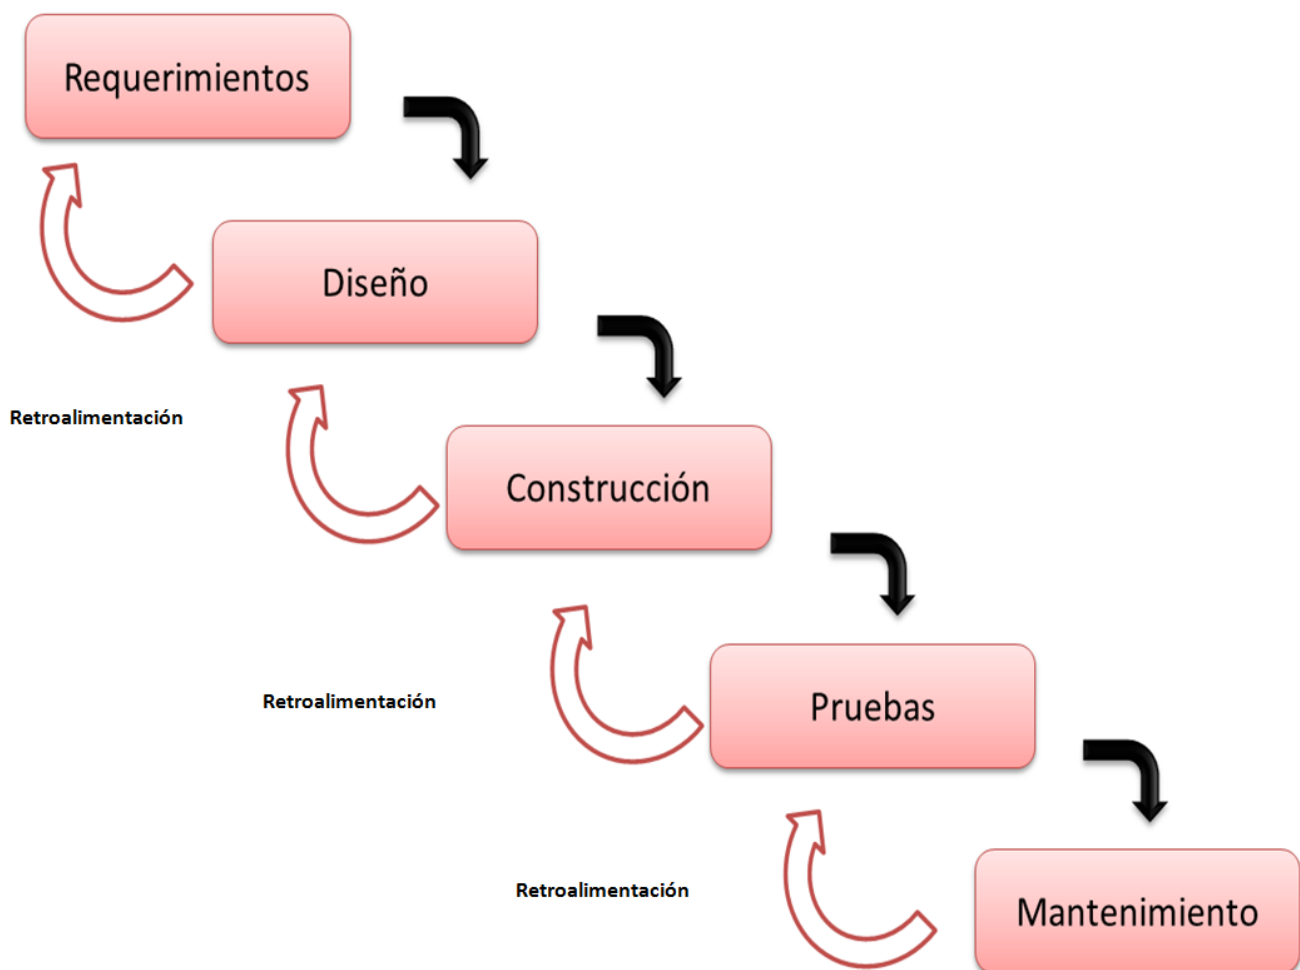 Requerimientos
Diseño
Retroalimentación
Construcción
Retroalimentación
Pruebas
Retroalimentación
Mantenimiento